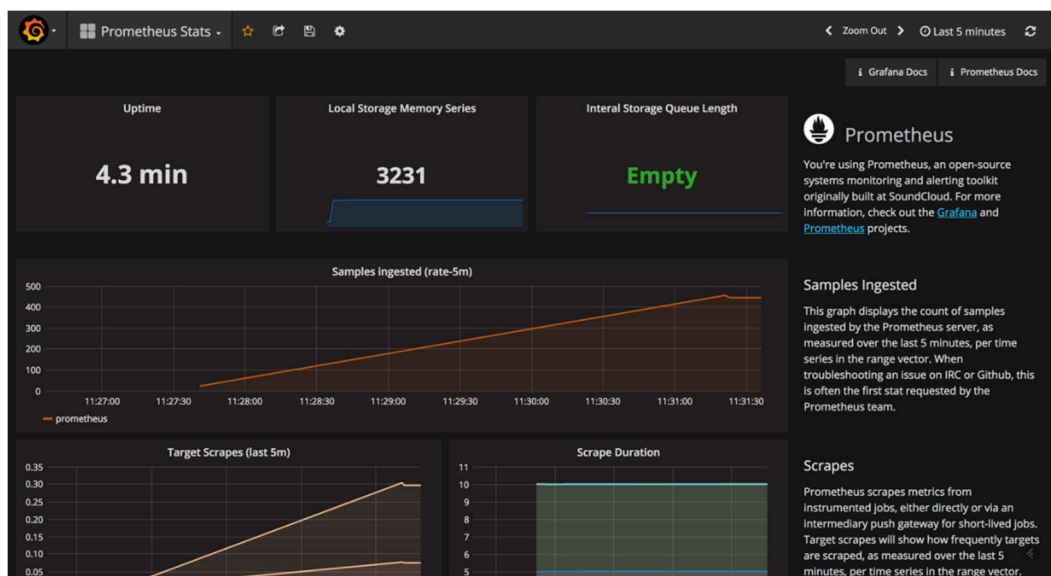 Prometheus Stats
Zoom Out
Last 5 minutes
i Grafana Docs
i Prometheus Docs
Uptime
4.3 min
Local Storage Memory Series
3231
Interal Storage Queue Length
Empty
Prometheus
You're using Prometheus, an open-source
systems monitoring and alerting toolkit
originally built at SoundCloud. For more
information, check out the Grafana and
Prometheus projects.
Samples ingested (rate-5m)
500
400
300
200
100
0
11:27:00 11:27:30 11:28:00 11:28:30 11:29:00 11:29:30 11:30:00 11:30:30 11:31:00 11:31:30
prometheus
Samples Ingested
This graph displays the count of samples
ingested by the Prometheus server, as
measured over the last 5 minutes, per time
series in the range vector. When
troubleshooting an issue on IRC or Github, this
is often the first stat requested by the
Prometheus team.
Target Scrapes (last 5m)
0.35
0.30
0.25
0.20
0.15
0.10
0.05
Scrape Duration
11
10
9
8
7
6
5
Scrapes
Prometheus scrapes metrics from
instrumented jobs, either directly or via an
intermediary push gateway for short-lived jobs.
Target scrapes will show how frequently targets
are scraped, as measured over the last 5
minutes, per time series in the range vector.